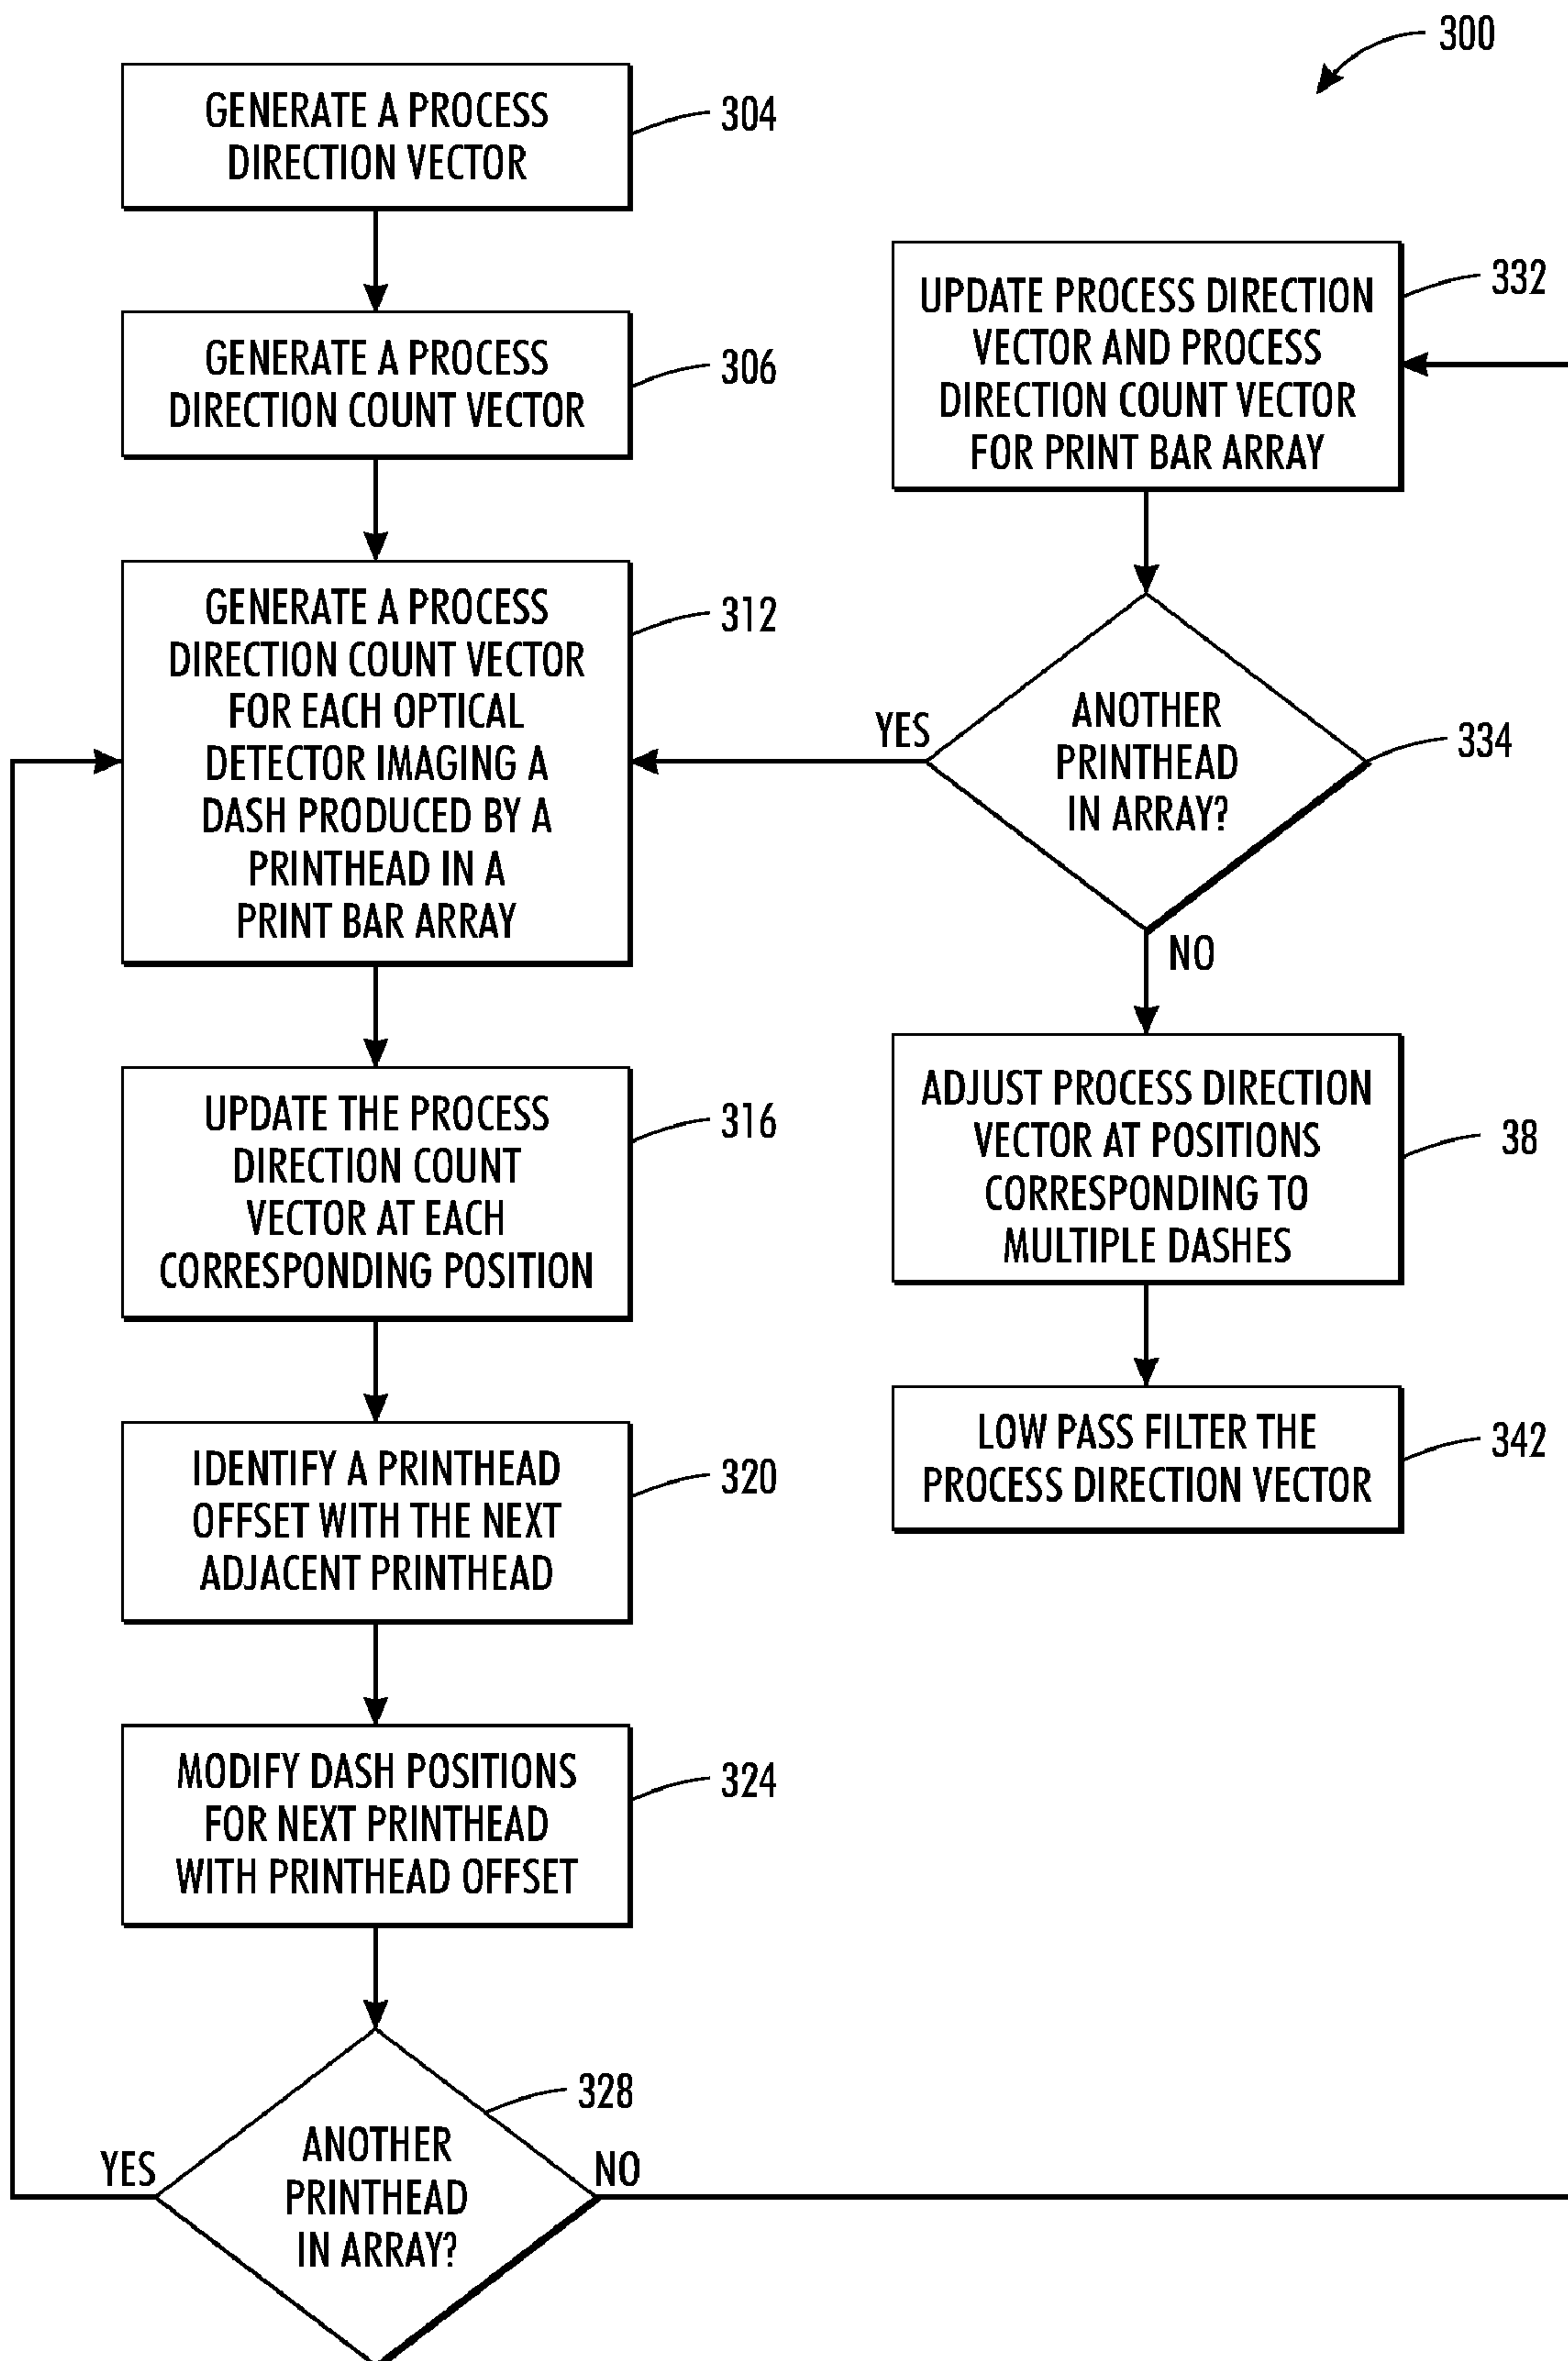 300
GENERATE A PROCESS
DIRECTION VECTOR
304
GENERATE A PROCESS
DIRECTION COUNT VECTOR
306
GENERATE A PROCESS
DIRECTION COUNT VECTOR
FOR EACH OPTICAL
DETECTOR IMAGING A
DASH PRODUCED BY A
PRINTHEAD IN A
PRINT BAR ARRAY
312
UPDATE THE PROCESS
DIRECTION COUNT
VECTOR AT EACH
CORRESPONDING POSITION
316
IDENTIFY A PRINTHEAD
OFFSET WITH THE NEXT
ADJACENT PRINTHEAD
320
MODIFY DASH POSITIONS
FOR NEXT PRINTHEAD
WITH PRINTHEAD OFFSET
324
328
ANOTHER
PRINTHEAD
IN ARRAY?
YES
NO
UPDATE PROCESS DIRECTION
VECTOR AND PROCESS
DIRECTION COUNT VECTOR
FOR PRINT BAR ARRAY
332
ANOTHER
PRINTHEAD
IN ARRAY?
334
YES
NO
ADJUST PROCESS DIRECTION
VECTOR AT POSITIONS
CORRESPONDING TO
MULTIPLE DASHES
38
LOW PASS FILTER THE
PROCESS DIRECTION VECTOR
342